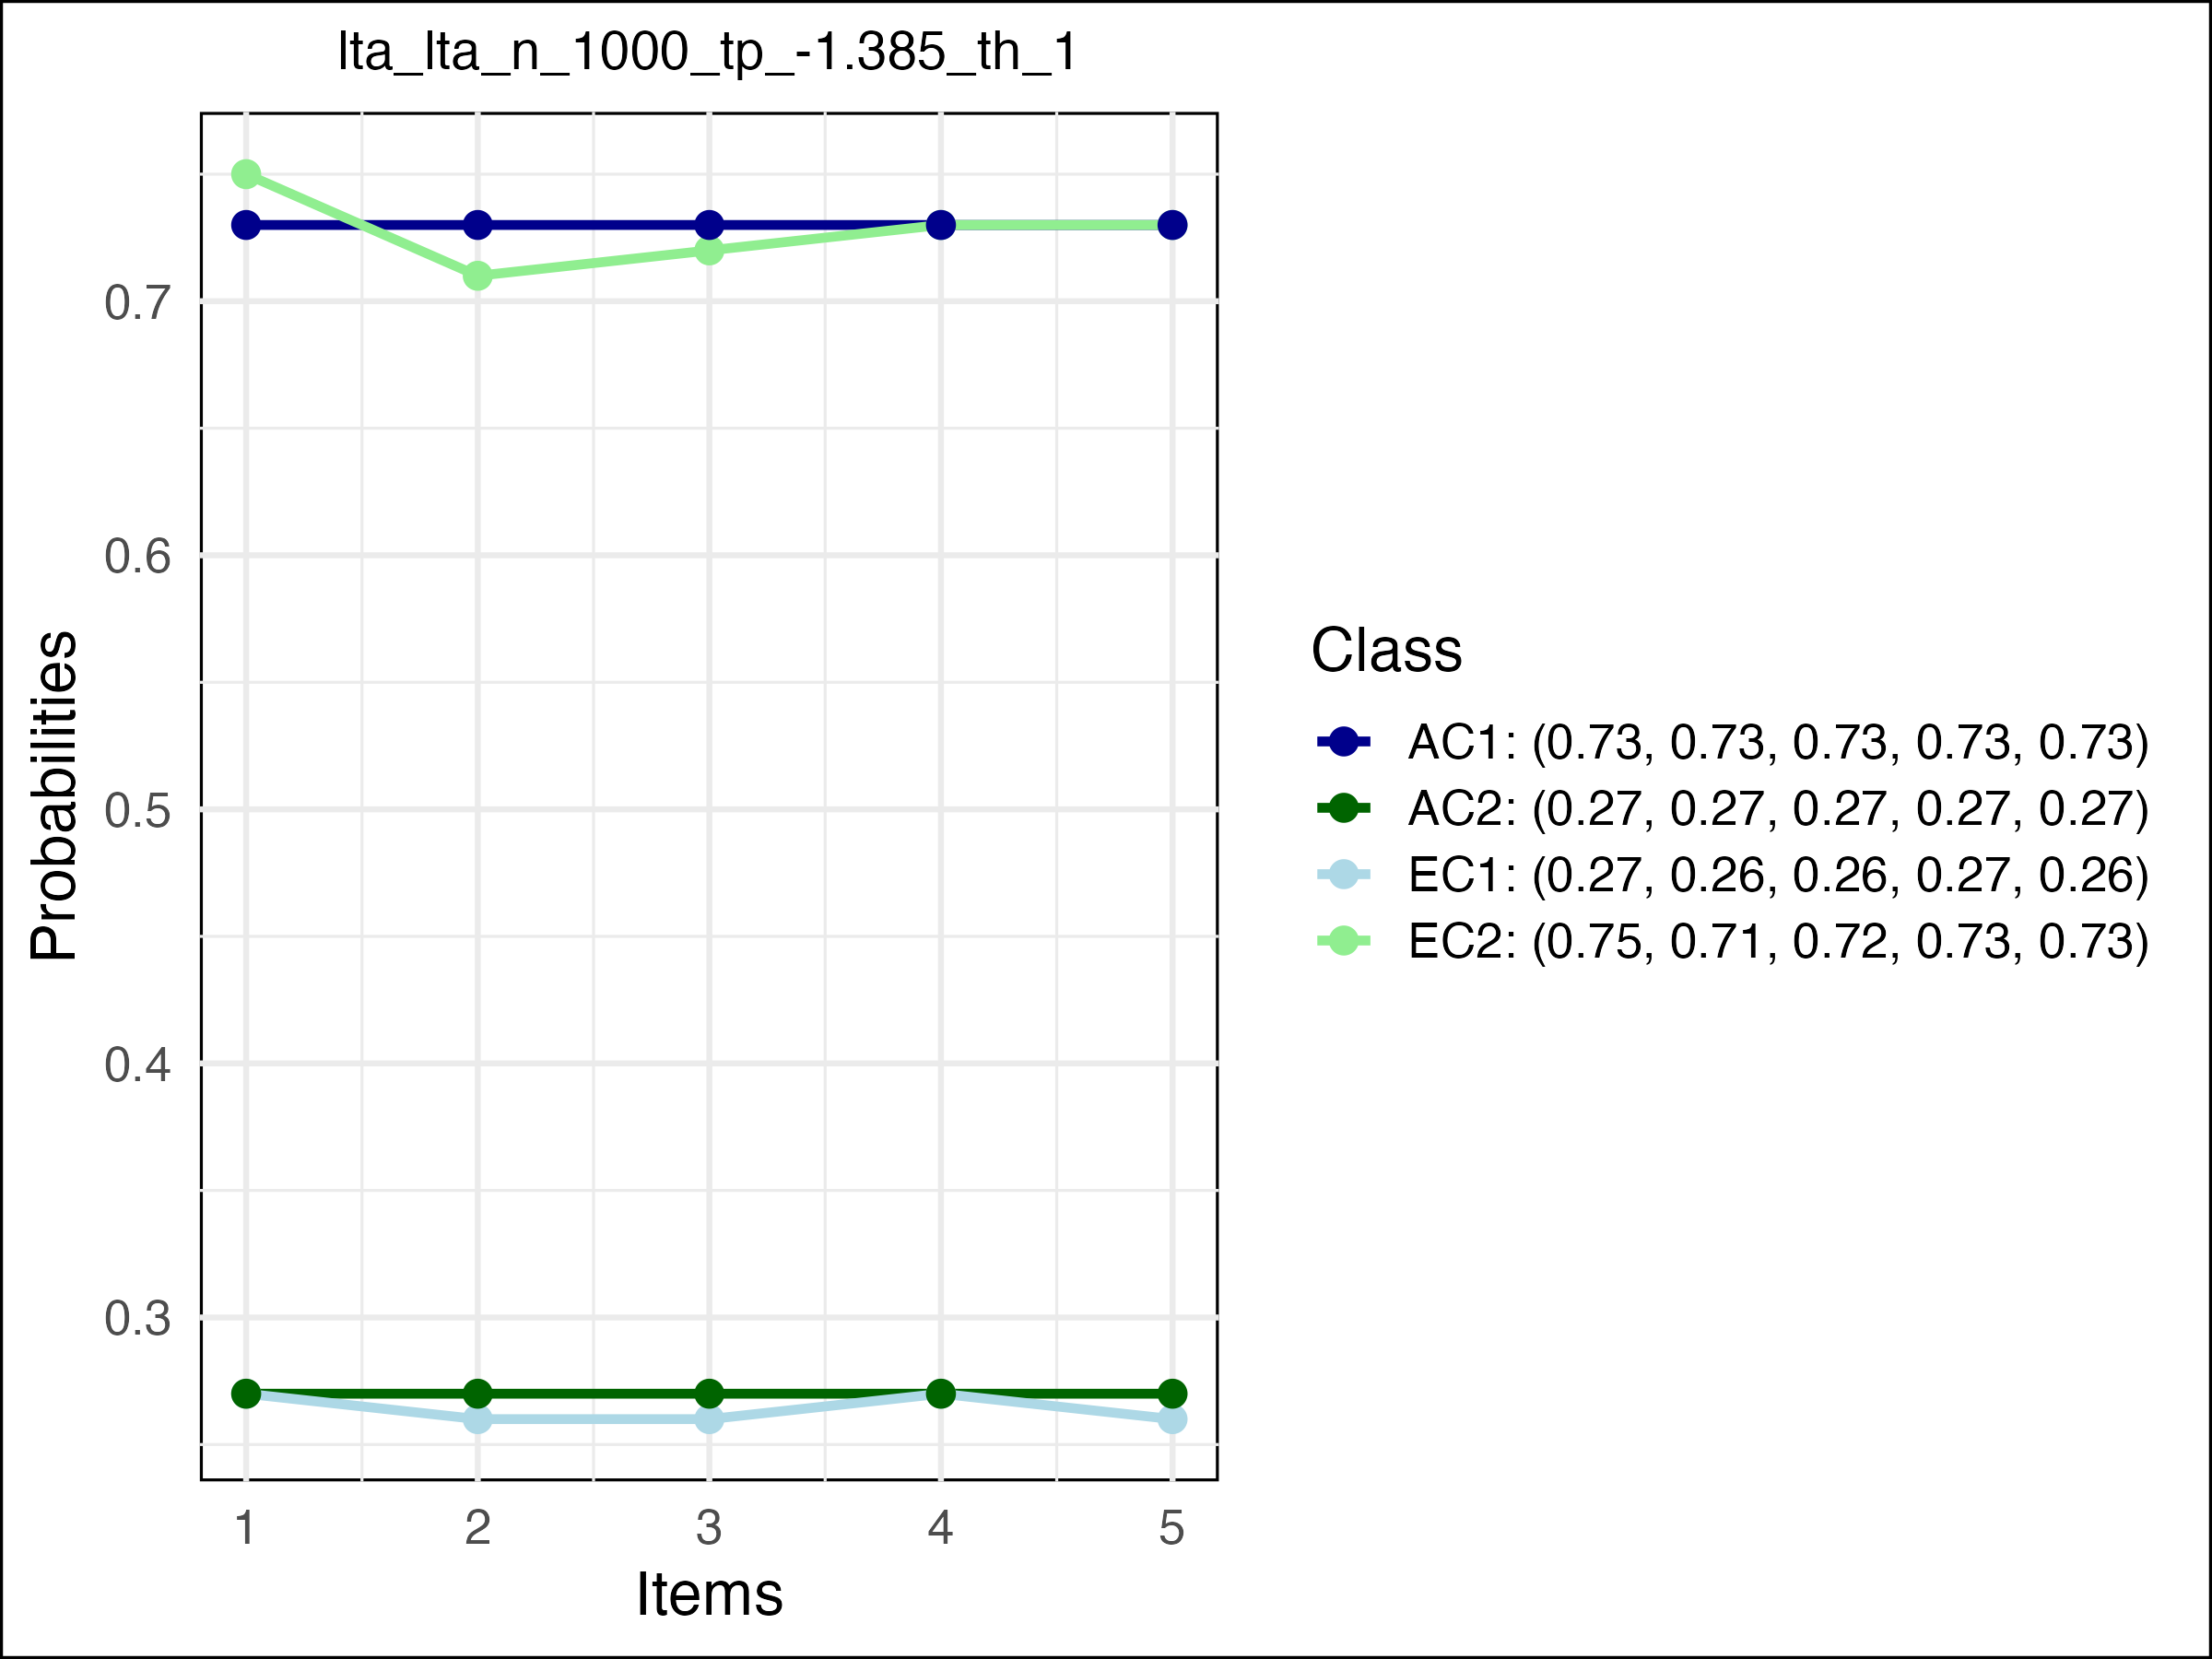 lta_lta_n_1000_tp_-1.385_th_1
Probabilities
0.7
0.6
0.5
0.4
0.3
1 2 3 4 5
Items
Class
AC1: (0.73, 0.73, 0.73, 0.73, 0.73)
AC2: (0.27, 0.27, 0.27, 0.27, 0.27)
EC1: (0.27, 0.26, 0.26, 0.27, 0.26)
EC2: (0.75, 0.71, 0.72, 0.73, 0.73)